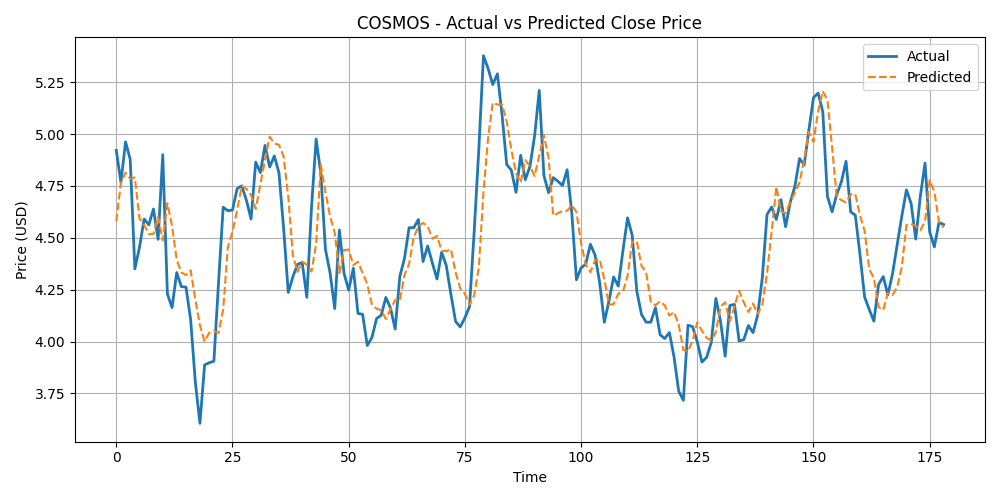 COSMOS - Actual vs Predicted Close Price
Actual
Predicted
Price (USD)
5.25
5.00
4.75
4.50
4.25
4.00
3.75
0 25 50 75 100 125 150 175
Time